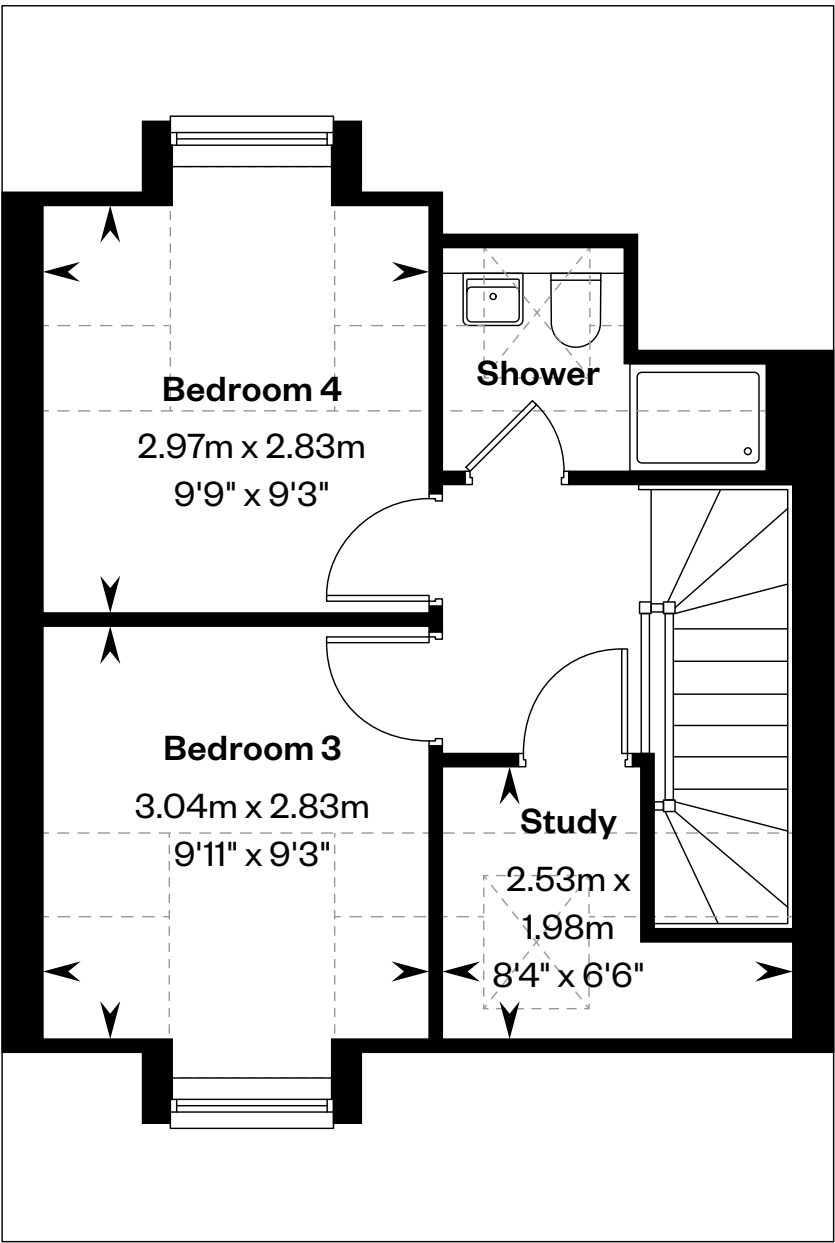 Shower
Bedroom 4
2.97m x 2.83m
9'9" x 9'3"
Bedroom 3
3.04m x 2.83m
9'11" x 9'3"
Study
2.53m x
1.98m
8'4" x 6'6"